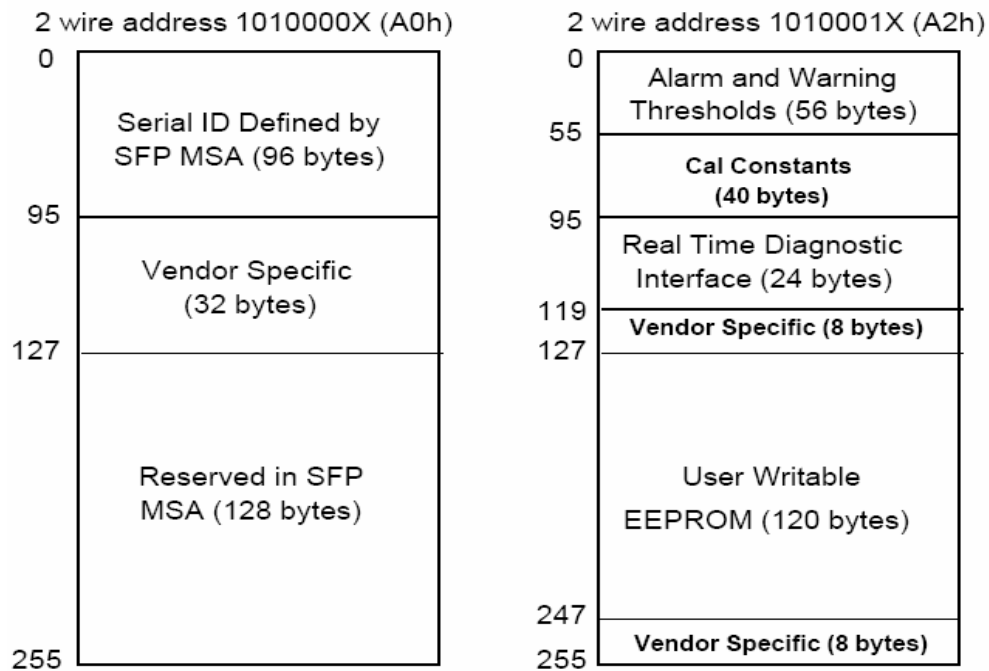 2 wire address 1010000X (A0h)
0
Serial ID Defined by
SFP MSA (96 bytes)
95
Vendor Specific
(32 bytes)
127
Reserved in SFP
MSA (128 bytes)
255
2 wire address 1010001X (A2h)
0
Alarm and Warning
Thresholds (56 bytes)
55
Cal Constants
(40 bytes)
95
Real Time Diagnostic
Interface (24 bytes)
119
Vendor Specific (8 bytes)
127
User Writable
EEPROM (120 bytes)
247
Vendor Specific (8 bytes)
255